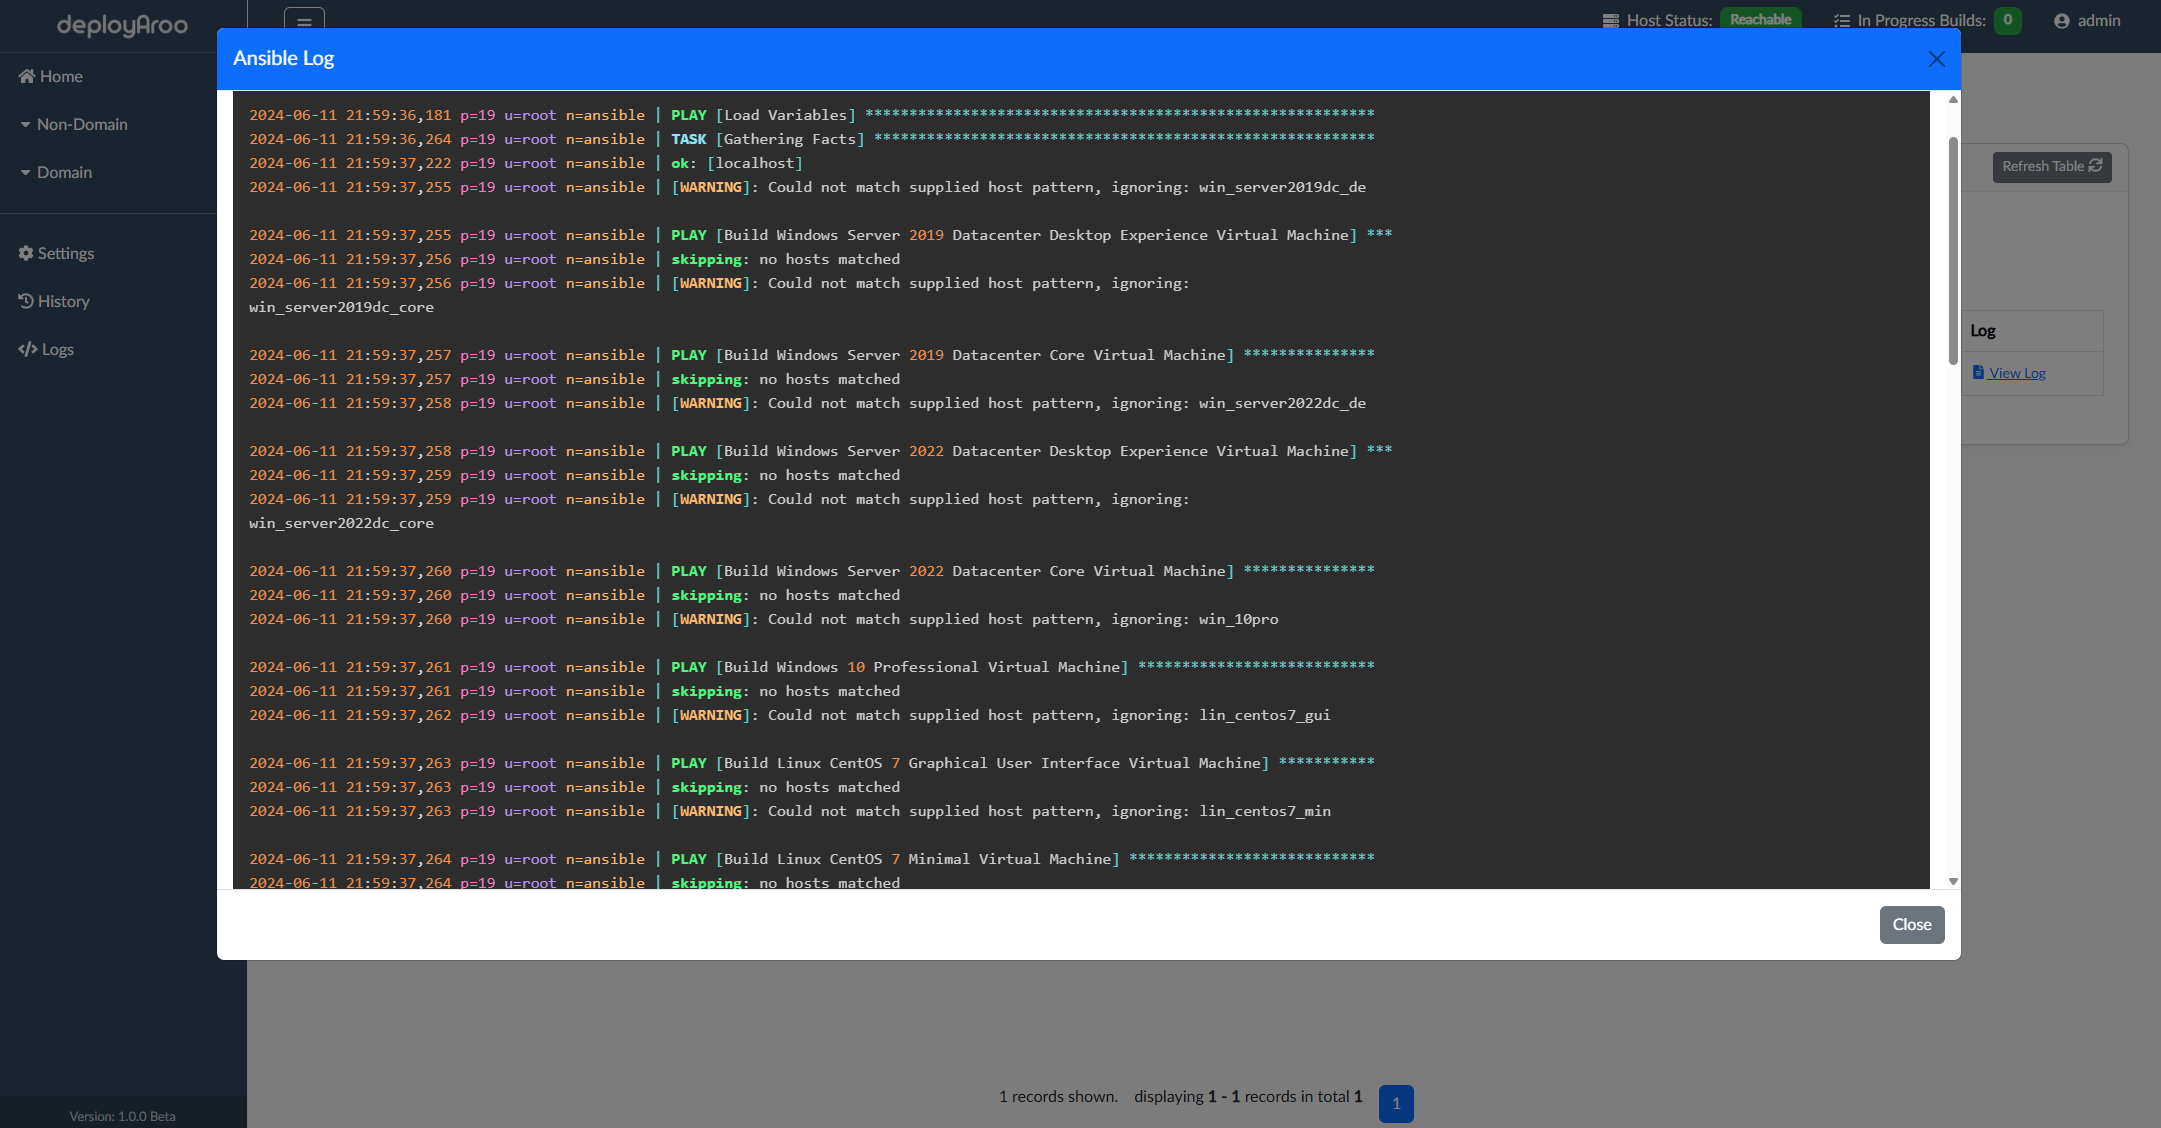 deployAroo
Host Status: Reachable
In Progress Builds: 0
admin
Home
Non-Domain
Domain
Settings
History
Logs
Version: 1.0.0 Beta
Ansible Log
2024-06-11 21:59:36,181 p=19 u=root n=ansible | PLAY [Load Variables] **********************************************************
2024-06-11 21:59:36,264 p=19 u=root n=ansible | TASK [Gathering Facts] *********************************************************
2024-06-11 21:59:37,222 p=19 u=root n=ansible | ok: [localhost]
2024-06-11 21:59:37,255 p=19 u=root n=ansible | [WARNING]: Could not match supplied host pattern, ignoring: win_server2019dc_de
2024-06-11 21:59:37,255 p=19 u=root n=ansible | PLAY [Build Windows Server 2019 Datacenter Desktop Experience Virtual Machine] ***
2024-06-11 21:59:37,256 p=19 u=root n=ansible | skipping: no hosts matched
2024-06-11 21:59:37,256 p=19 u=root n=ansible | [WARNING]: Could not match supplied host pattern, ignoring:
win_server2019dc_core
2024-06-11 21:59:37,257 p=19 u=root n=ansible | PLAY [Build Windows Server 2019 Datacenter Core Virtual Machine] ***************
2024-06-11 21:59:37,257 p=19 u=root n=ansible | skipping: no hosts matched
2024-06-11 21:59:37,258 p=19 u=root n=ansible | [WARNING]: Could not match supplied host pattern, ignoring: win_server2022dc_de
2024-06-11 21:59:37,258 p=19 u=root n=ansible | PLAY [Build Windows Server 2022 Datacenter Desktop Experience Virtual Machine] ***
2024-06-11 21:59:37,259 p=19 u=root n=ansible | skipping: no hosts matched
2024-06-11 21:59:37,259 p=19 u=root n=ansible | [WARNING]: Could not match supplied host pattern, ignoring:
win_server2022dc_core
2024-06-11 21:59:37,260 p=19 u=root n=ansible | PLAY [Build Windows Server 2022 Datacenter Core Virtual Machine] ***************
2024-06-11 21:59:37,260 p=19 u=root n=ansible | skipping: no hosts matched
2024-06-11 21:59:37,260 p=19 u=root n=ansible | [WARNING]: Could not match supplied host pattern, ignoring: win_10pro
2024-06-11 21:59:37,261 p=19 u=root n=ansible | PLAY [Build Windows 10 Professional Virtual Machine] ***************************
2024-06-11 21:59:37,261 p=19 u=root n=ansible | skipping: no hosts matched
2024-06-11 21:59:37,262 p=19 u=root n=ansible | [WARNING]: Could not match supplied host pattern, ignoring: lin_centos7_gui
2024-06-11 21:59:37,263 p=19 u=root n=ansible | PLAY [Build Linux CentOS 7 Graphical User Interface Virtual Machine] ***********
2024-06-11 21:59:37,263 p=19 u=root n=ansible | skipping: no hosts matched
2024-06-11 21:59:37,263 p=19 u=root n=ansible | [WARNING]: Could not match supplied host pattern, ignoring: lin_centos7_min
2024-06-11 21:59:37,264 p=19 u=root n=ansible | PLAY [Build Linux CentOS 7 Minimal Virtual Machine] ****************************
2024-06-11 21:59:37,264 p=19 u=root n=ansible | skipping: no hosts matched
Close
Refresh Table
Log
View Log
1 records shown. displaying 1 - 1 records in total 1
1